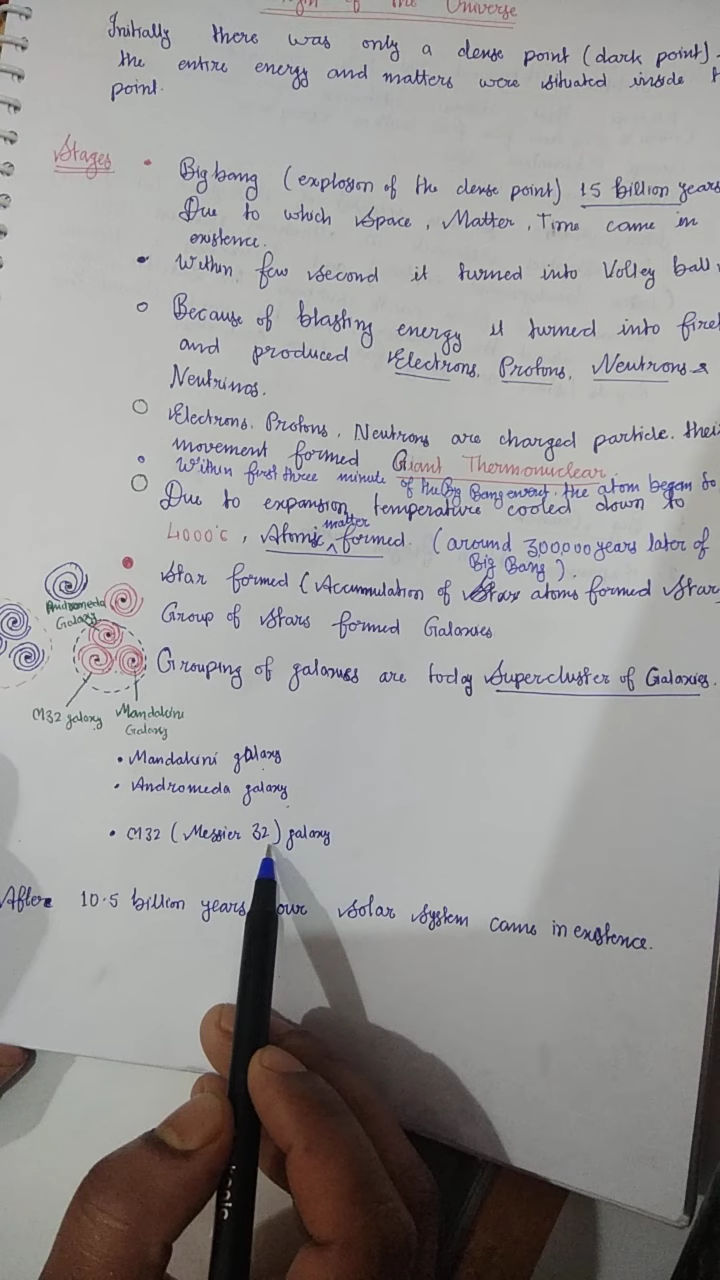 of the Universe
Initially there was only a dense point (dark point).
the entire energy and matters were situated inside
point.
Stages
Big bang (explosion of the dense point) 15 billion years
Due to which Space, Matter, Time came in
existence.
Within few second it turned into Volley ball
Because of blasting energy it turned into
and produced Electrons, Protons, Neutrons &
Neutrinos.
Electrons, Protons, Neutrons are charged particle. their
movement formed Giant Thermonuclear.
Within first three minute of the Big Bang event. the atom began to
Due to expansion temperature cooled down to
4000°C, Atomic matter formed. (around 300,000 years later of
Big Bang).
Star formed (Accumulation of atoms formed Star
Group of Stars formed Galaxies
Grouping of galaxies are today Supercluster of Galaxies.
Andromeda
Galaxy
M32 galaxy
Mandakini
Galaxy
• Mandakini galaxy
• Andromeda galaxy
• M32 (Messier 32) galaxy
After 10.5 billion years our Solar System came in existence.